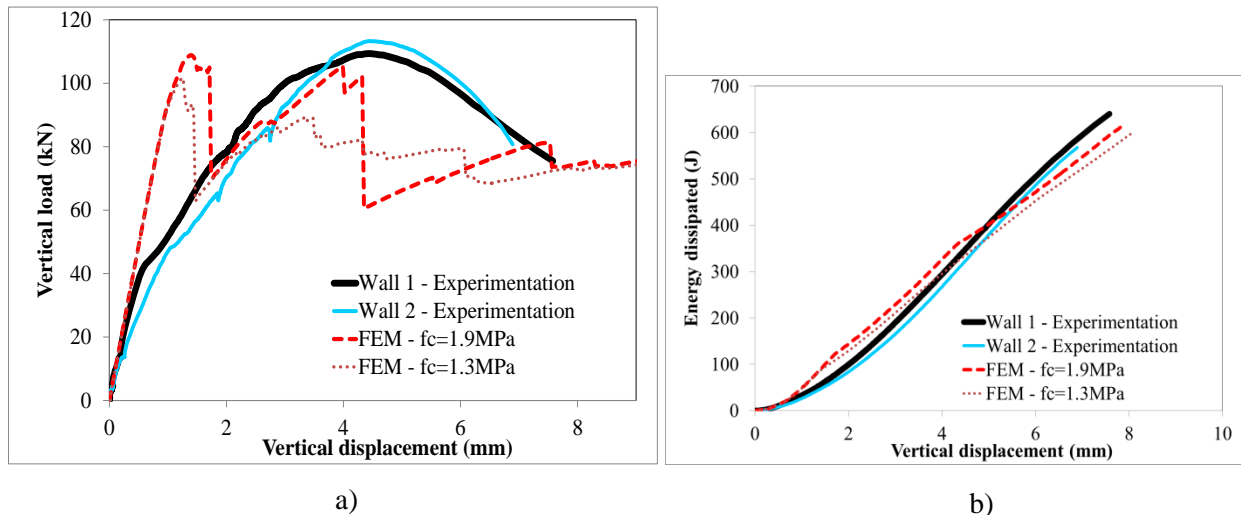 120
100
80
60
40
20
0
Vertical load (kN)
0 2 4 6 8
Vertical displacement (mm)
Wall 1 - Experimentation
Wall 2 - Experimentation
FEM - fc=1.9MPa
FEM - fc=1.3MPa
a)
700
600
500
400
300
200
100
0
Energy dissipated (J)
0 2 4 6 8 10
Vertical displacement (mm)
Wall 1 - Experimentation
Wall 2 - Experimentation
FEM - fc=1.9MPa
FEM - fc=1.3MPa
b)